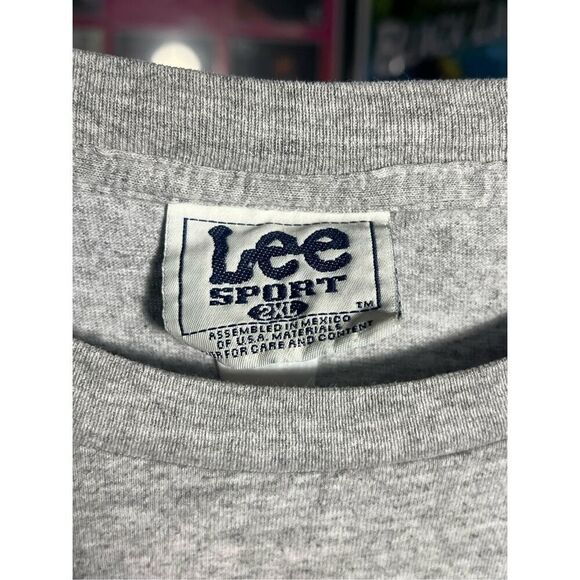 Lee
SPORT
2XL
TM
ASSEMBLED IN MEXICO
OF U.S.A. MATERIALS
FOR CARE AND CONTENT